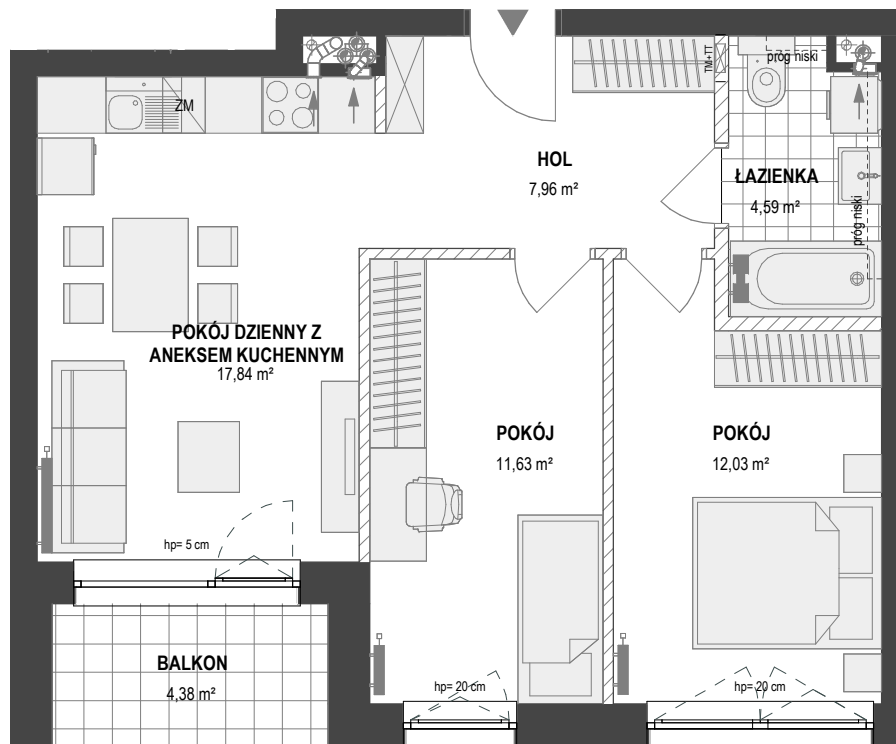 próg niski
TM+TT
ZM
HOL
7,96 m²
ŁAZIENKA
4,59 m²
próg niski
POKÓJ DZIENNY Z
ANEKSEM KUCHENNYM
17,84 m²
POKÓJ
11,63 m²
POKÓJ
12,03 m²
hp= 5 cm
BALKON
4,38 m²
hp= 20 cm
hp= 20 cm